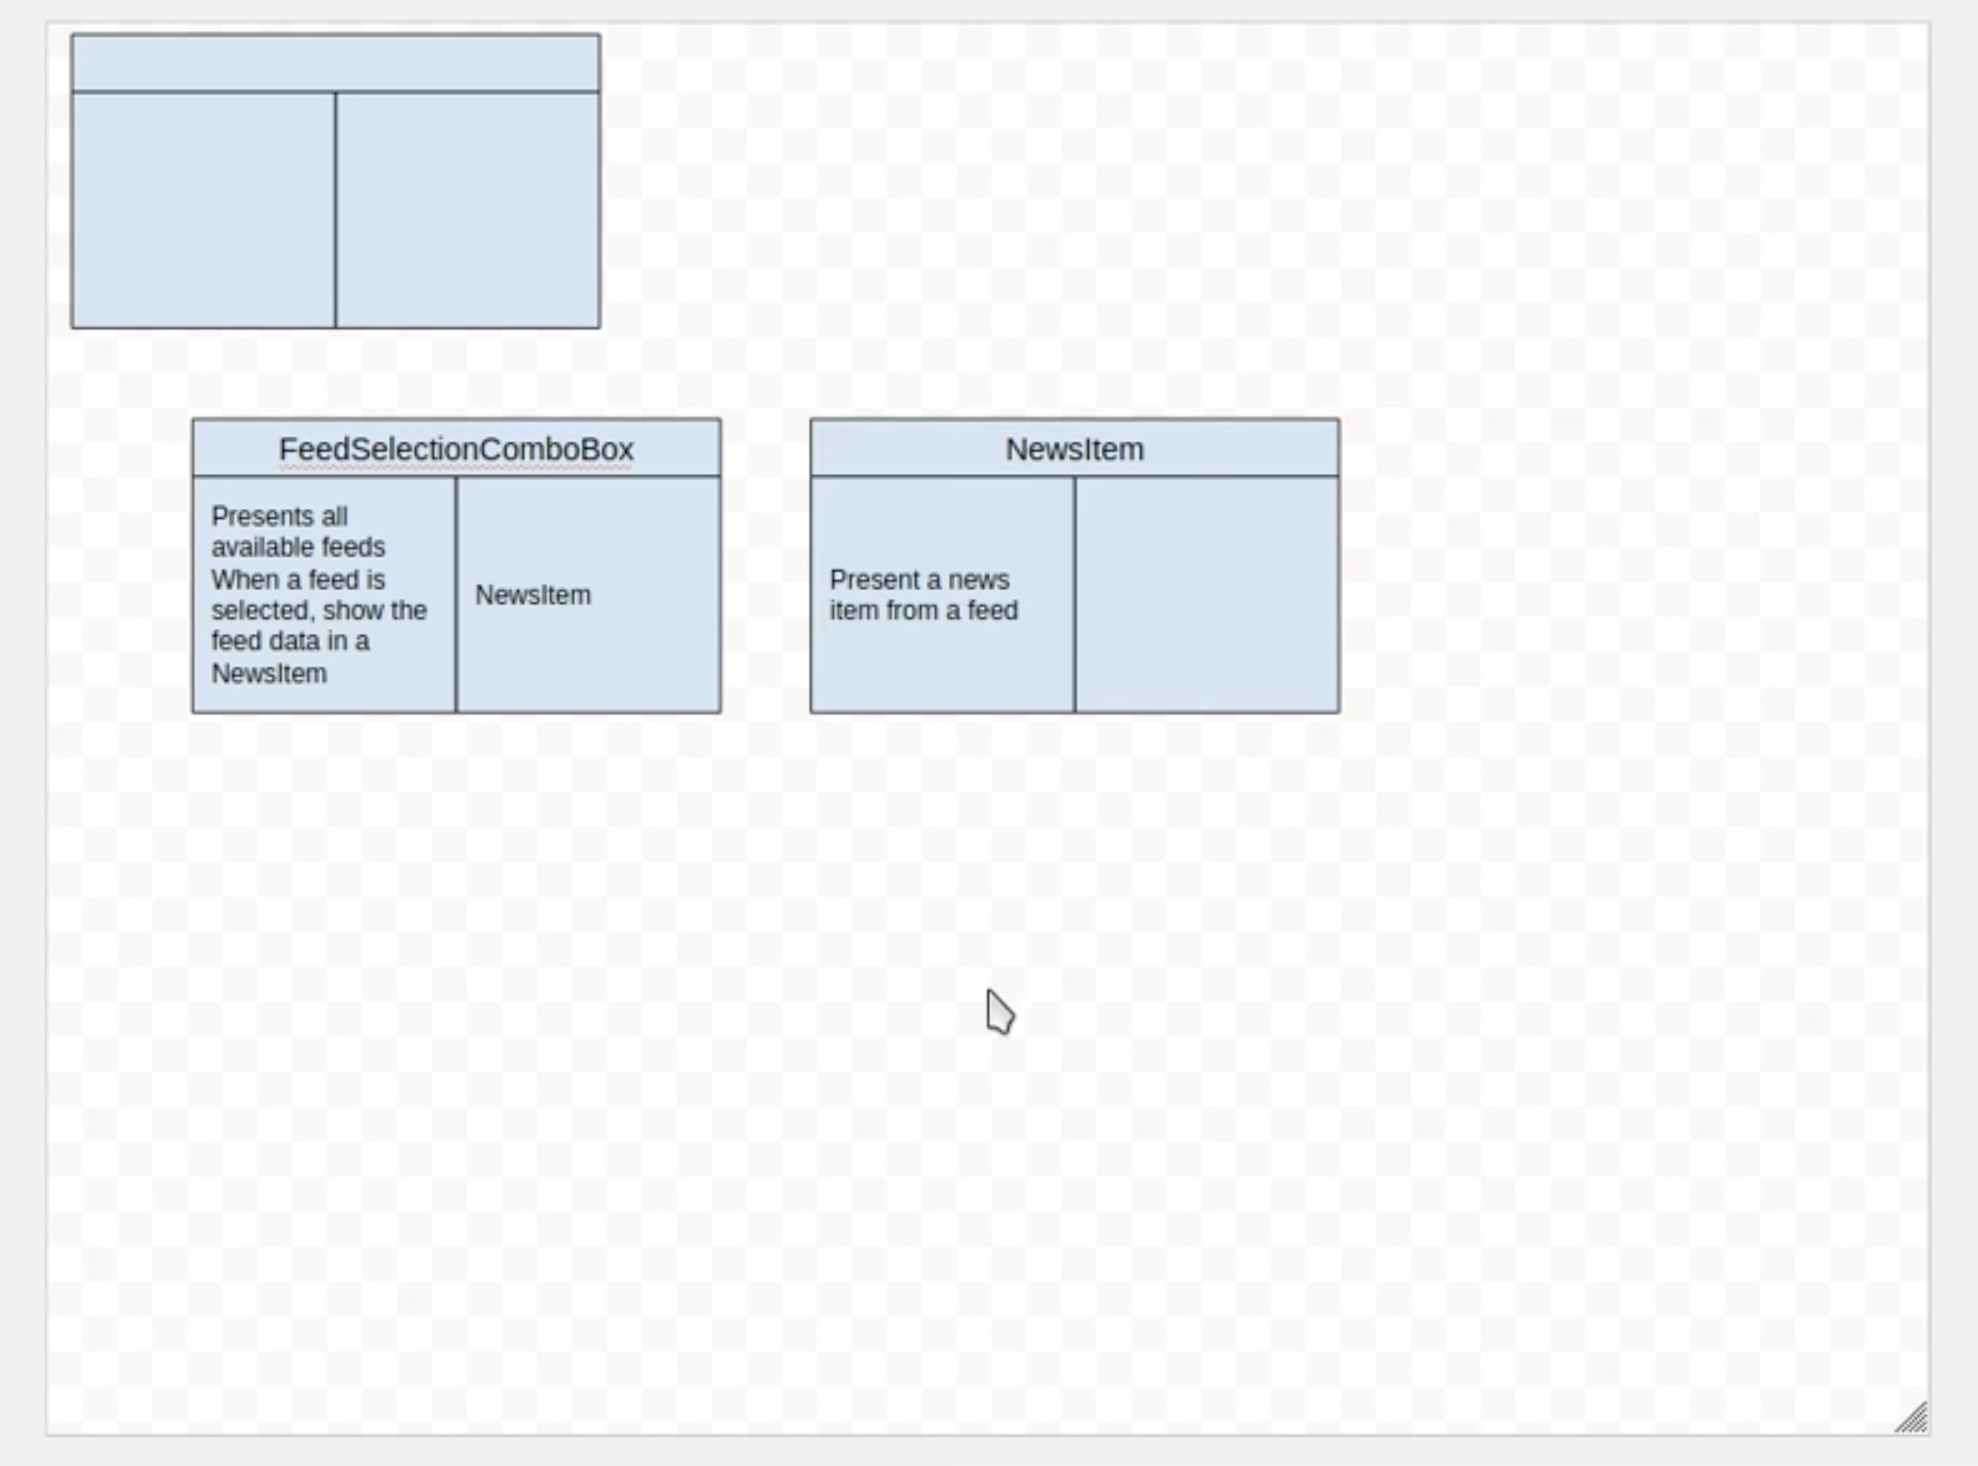 FeedSelectionComboBox
Presents all
available feeds
When a feed is
selected, show the
feed data in a
NewsItem
NewsItem
NewsItem
Present a news
item from a feed